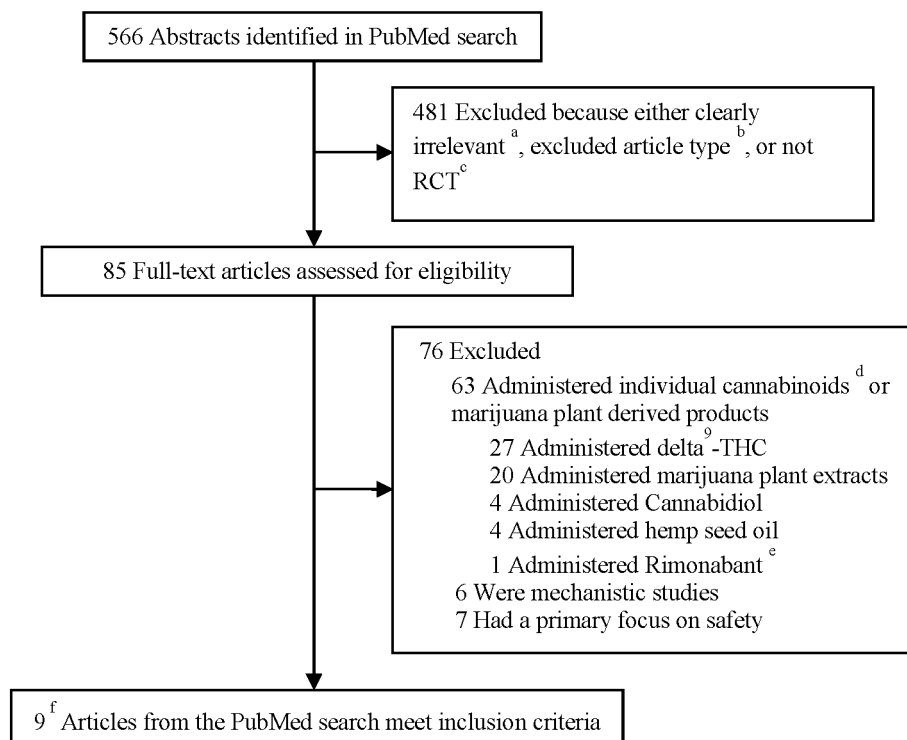 566 Abstracts identified in PubMed search
481 Excluded because either clearly
irrelevant a, excluded article type b, or not
RCT c
85 Full-text articles assessed for eligibility
76 Excluded
63 Administered individual cannabinoids d or
marijuana plant derived products
27 Administered delta9-THC
20 Administered marijuana plant extracts
4 Administered Cannabidiol
4 Administered hemp seed oil
1 Administered Rimonabant e
6 Were mechanistic studies
7 Had a primary focus on safety
9 f Articles from the PubMed search meet inclusion criteria